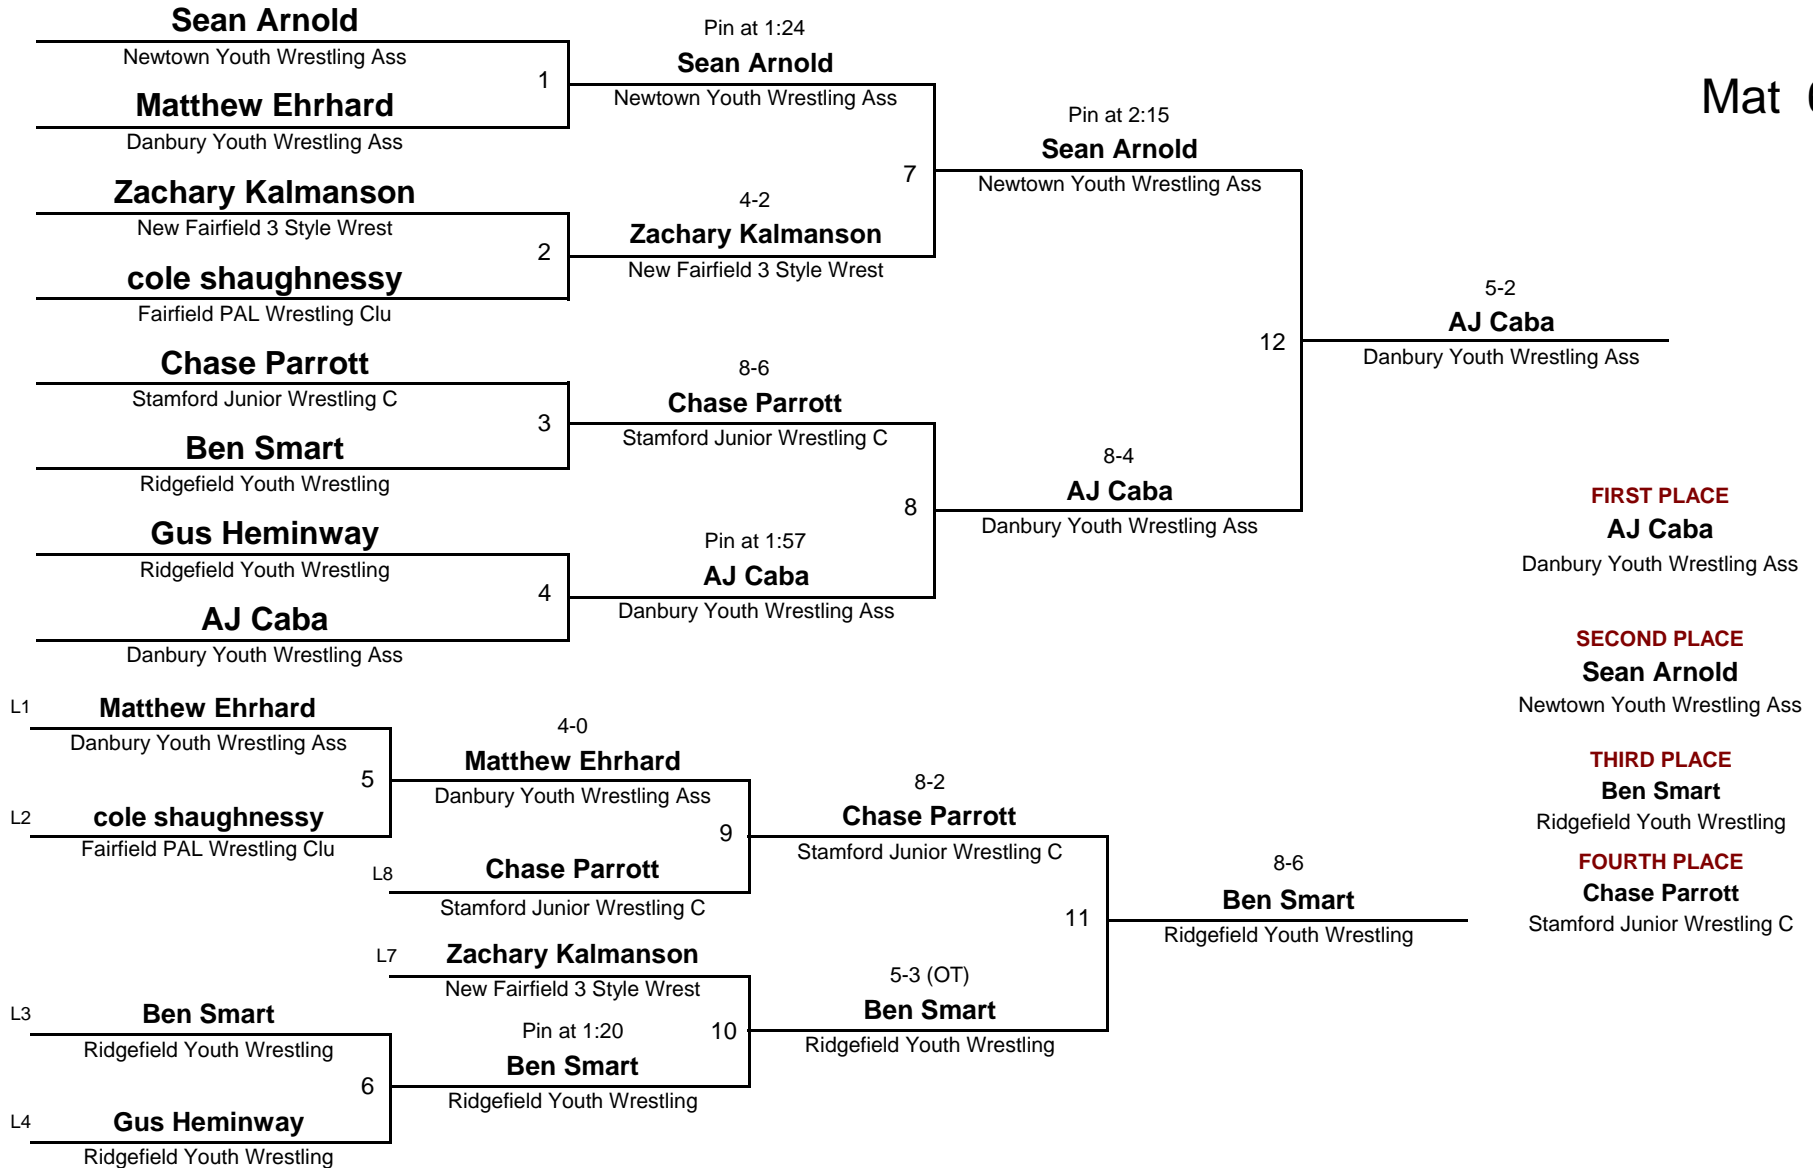 Sean Arnold
Newtown Youth Wrestling Ass
1
Matthew Ehrhard
Danbury Youth Wrestling Ass
Zachary Kalmanson
New Fairfield 3 Style Wrest
2
cole shaughnessy
Fairfield PAL Wrestling Clu
Chase Parrott
Stamford Junior Wrestling C
3
Ben Smart
Ridgefield Youth Wrestling
Gus Heminway
Ridgefield Youth Wrestling
4
AJ Caba
Danbury Youth Wrestling Ass
Pin at 1:24
Sean Arnold
Newtown Youth Wrestling Ass
7
4-2
Zachary Kalmanson
New Fairfield 3 Style Wrest
8-6
Chase Parrott
Stamford Junior Wrestling C
8
Pin at 1:57
AJ Caba
Danbury Youth Wrestling Ass
Pin at 2:15
Sean Arnold
Newtown Youth Wrestling Ass
12
8-4
AJ Caba
Danbury Youth Wrestling Ass
5-2
AJ Caba
Danbury Youth Wrestling Ass
Mat
L1 Matthew Ehrhard
Danbury Youth Wrestling Ass
5
L2 cole shaughnessy
Fairfield PAL Wrestling Clu
L3 Ben Smart
Ridgefield Youth Wrestling
6
L4 Gus Heminway
Ridgefield Youth Wrestling
4-0
Matthew Ehrhard
Danbury Youth Wrestling Ass
9
L8 Chase Parrott
Stamford Junior Wrestling C
L7 Zachary Kalmanson
New Fairfield 3 Style Wrest
10
Pin at 1:20
Ben Smart
Ridgefield Youth Wrestling
8-2
Chase Parrott
Stamford Junior Wrestling C
11
5-3 (OT)
Ben Smart
Ridgefield Youth Wrestling
8-6
Ben Smart
Ridgefield Youth Wrestling
FIRST PLACE
AJ Caba
Danbury Youth Wrestling Ass
SECOND PLACE
Sean Arnold
Newtown Youth Wrestling Ass
THIRD PLACE
Ben Smart
Ridgefield Youth Wrestling
FOURTH PLACE
Chase Parrott
Stamford Junior Wrestling C